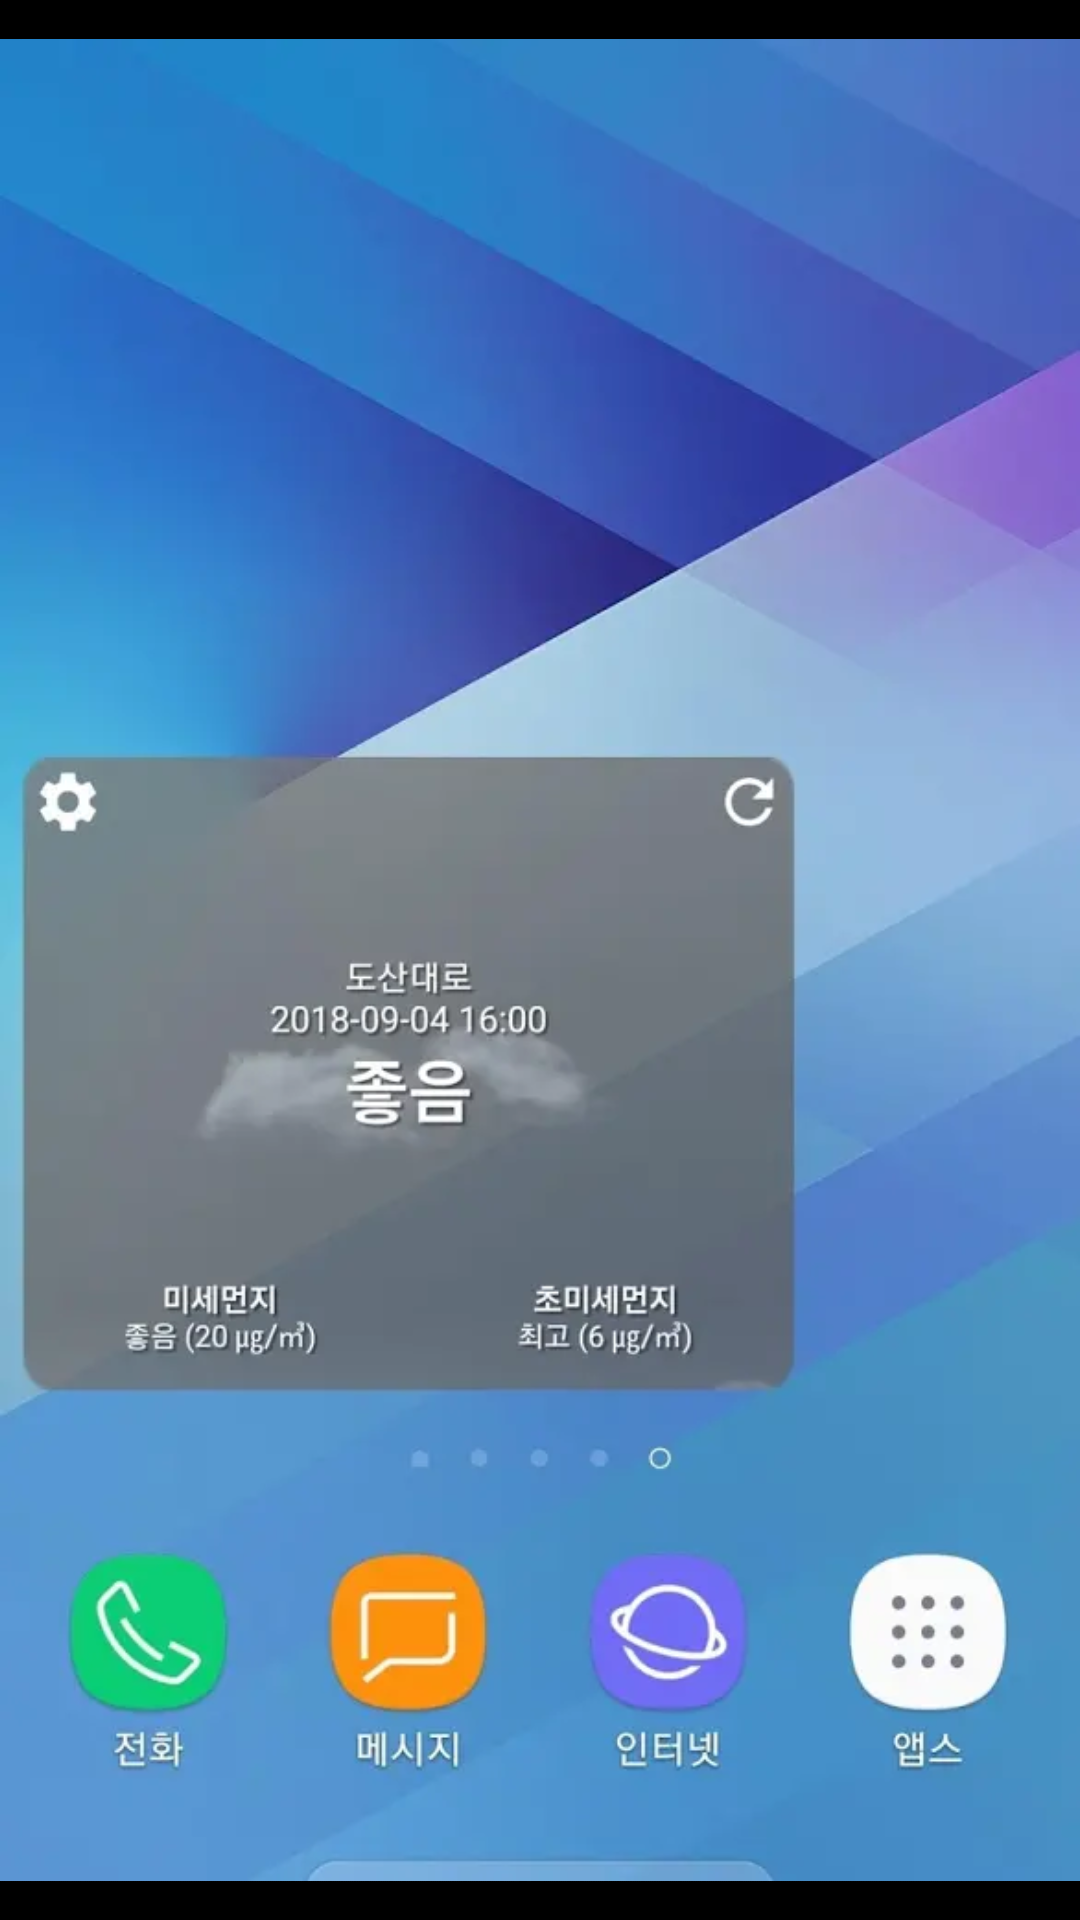 도산대로
2018-09-04 16:00
좋음
미세먼지
좋음 (20 μg/㎥)
초미세먼지
최고 (6 μg/㎥)
전화
메시지
인터넷
앱스